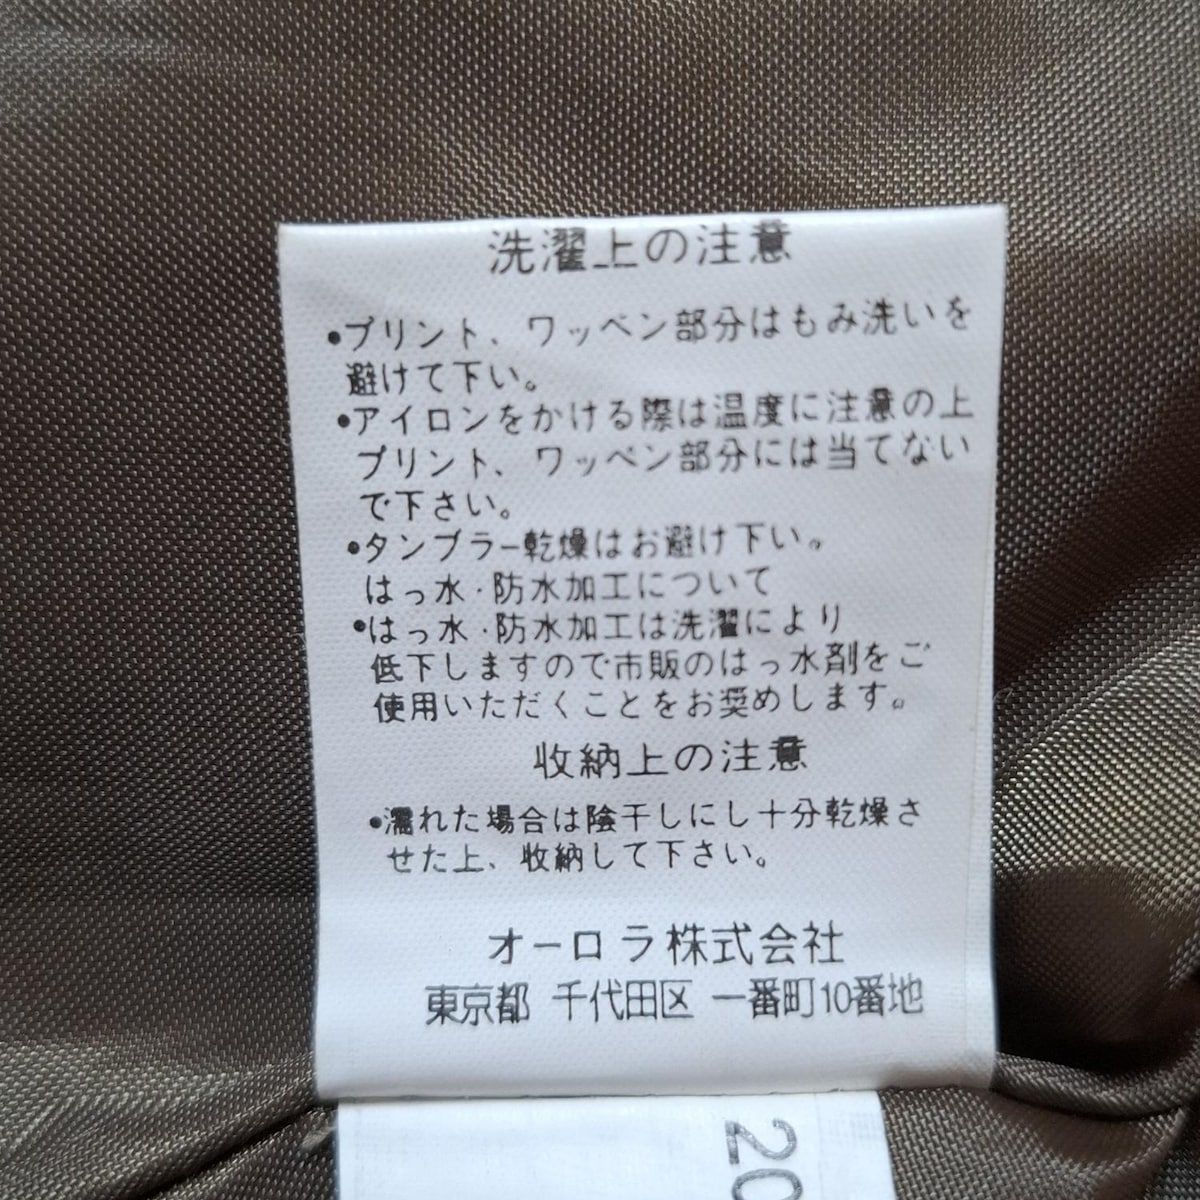 洗濯上の注意
•プリント、ワッペン部分はもみ洗いを
避けて下い。
•アイロンをかける際は温度に注意の上
プリント、ワッペン部分には当てない
で下さい。
•タンブラー乾燥はお避け下い。
はっ水・防水加工について
•はっ水・防水加工は洗濯により
低下しますので市販のはっ水剤をご
使用いただくことをお奨めします。
収納上の注意
•濡れた場合は陰干しにし十分乾燥さ
せた上、収納して下さい。
オーロラ株式会社
東京都 千代田区 一番町10番地
20